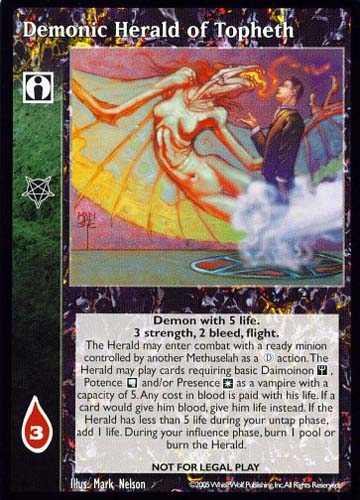 Demonic Herald of Topheth
Demon with 5 life.
3 strength, 2 bleed, flight.
The Herald may enter combat with a ready minion
controlled by another Methuselah as a Ⓓ action. The
Herald may play cards requiring basic Daimoinon ,
Potence and/or Presence as a vampire with a
capacity of 5. Any cost in blood is paid with his life. If a
card would give him blood, give him life instead. If the
Herald has less than 5 life during your untap phase,
add 1 life. During your influence phase, burn 1 pool or
burn the Herald.
3
NOT FOR LEGAL PLAY
Illus: Mark Nelson
©2005 White Wolf Publishing, Inc. All Rights Reserved.